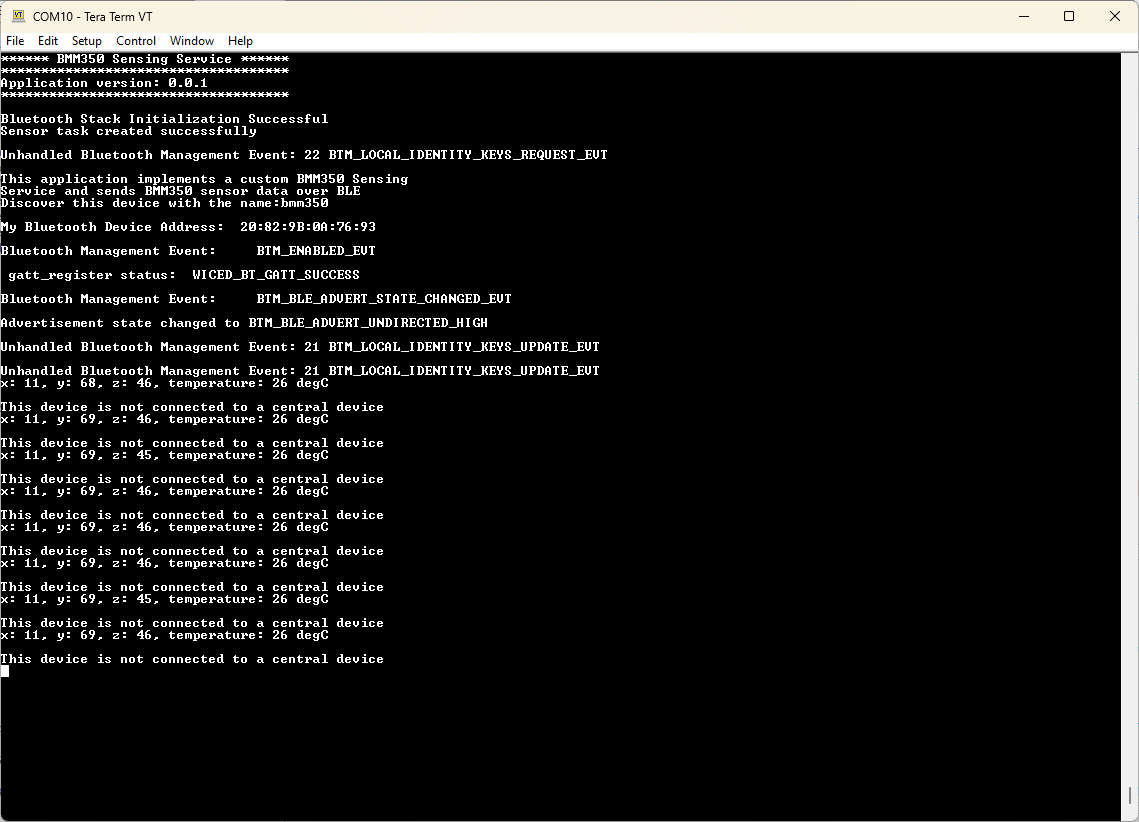 COM10 - Tera Term VT
File Edit Setup Control Window Help
****** BMM350 Sensing Service ******
************************************
Application version: 0.0.1
************************************
Bluetooth Stack Initialization Successful
Sensor task created successfully
Unhandled Bluetooth Management Event: 22 BTM_LOCAL_IDENTITY_KEYS_REQUEST_EVT
This application implements a custom BMM350 Sensing
Service and sends BMM350 sensor data over BLE
Discover this device with the name:bmm350
My Bluetooth Device Address:  20:82:9B:0A:76:93
Bluetooth Management Event:     BTM_ENABLED_EVT
gatt_register status:  WICED_BT_GATT_SUCCESS
Bluetooth Management Event:     BTM_BLE_ADVERT_STATE_CHANGED_EVT
Advertisement state changed to BTM_BLE_ADVERT_UNDIRECTED_HIGH
Unhandled Bluetooth Management Event: 21 BTM_LOCAL_IDENTITY_KEYS_UPDATE_EVT
Unhandled Bluetooth Management Event: 21 BTM_LOCAL_IDENTITY_KEYS_UPDATE_EVT
x: 11, y: 68, z: 46, temperature: 26 degC
This device is not connected to a central device
x: 11, y: 69, z: 46, temperature: 26 degC
This device is not connected to a central device
x: 11, y: 69, z: 45, temperature: 26 degC
This device is not connected to a central device
x: 11, y: 69, z: 46, temperature: 26 degC
This device is not connected to a central device
x: 11, y: 69, z: 46, temperature: 26 degC
This device is not connected to a central device
x: 11, y: 69, z: 46, temperature: 26 degC
This device is not connected to a central device
x: 11, y: 69, z: 45, temperature: 26 degC
This device is not connected to a central device
x: 11, y: 69, z: 46, temperature: 26 degC
This device is not connected to a central device